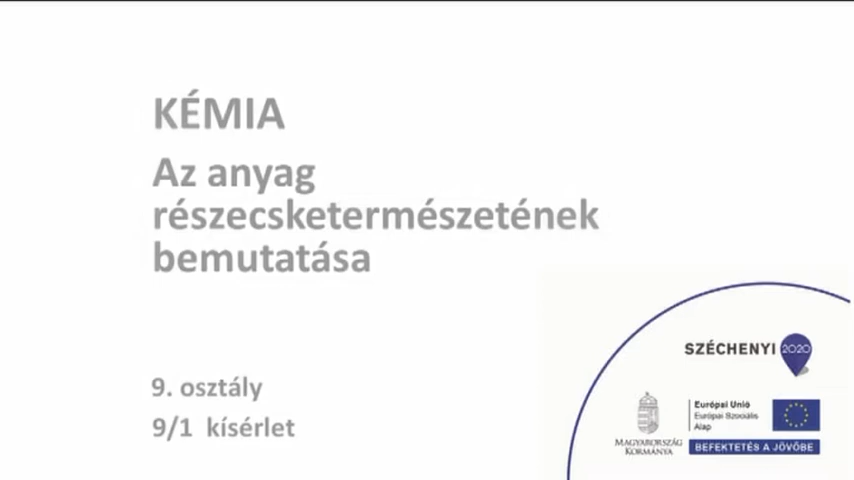 KÉMIA
Az anyag
részecsketermészetének
bemutatása
9. osztály
9/1 kísérlet
SZÉCHENYI 2020
MAGYARORSZÁG
KORMÁNYA
Európai Unió
Európai Szociális
Alap
BEFEKTETÉS A JÖVŐBE